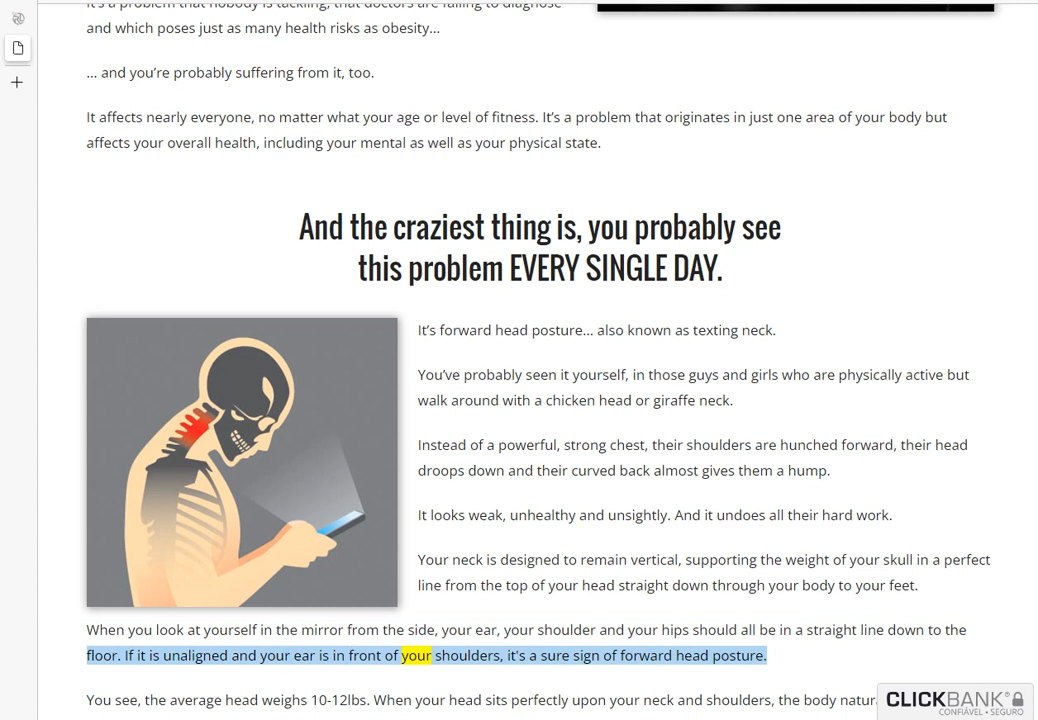 It's a problem that nobody is tackling, that doctors are failing to diagnose
and which poses just as many health risks as obesity…
… and you're probably suffering from it, too.
It affects nearly everyone, no matter what your age or level of fitness. It's a problem that originates in just one area of your body but
affects your overall health, including your mental as well as your physical state.
And the craziest thing is, you probably see
this problem EVERY SINGLE DAY.
It's forward head posture… also known as texting neck.
You've probably seen it yourself, in those guys and girls who are physically active but
walk around with a chicken head or giraffe neck.
Instead of a powerful, strong chest, their shoulders are hunched forward, their head
droops down and their curved back almost gives them a hump.
It looks weak, unhealthy and unsightly. And it undoes all their hard work.
Your neck is designed to remain vertical, supporting the weight of your skull in a perfect
line from the top of your head straight down through your body to your feet.
When you look at yourself in the mirror from the side, your ear, your shoulder and your hips should all be in a straight line down to the
floor. If it is unaligned and your ear is in front of your shoulders, it's a sure sign of forward head posture.
You see, the average head weighs 10-12lbs. When your head sits perfectly upon your neck and shoulders, the body
CLICKBANK®
CONFIÁVEL • SEGURO